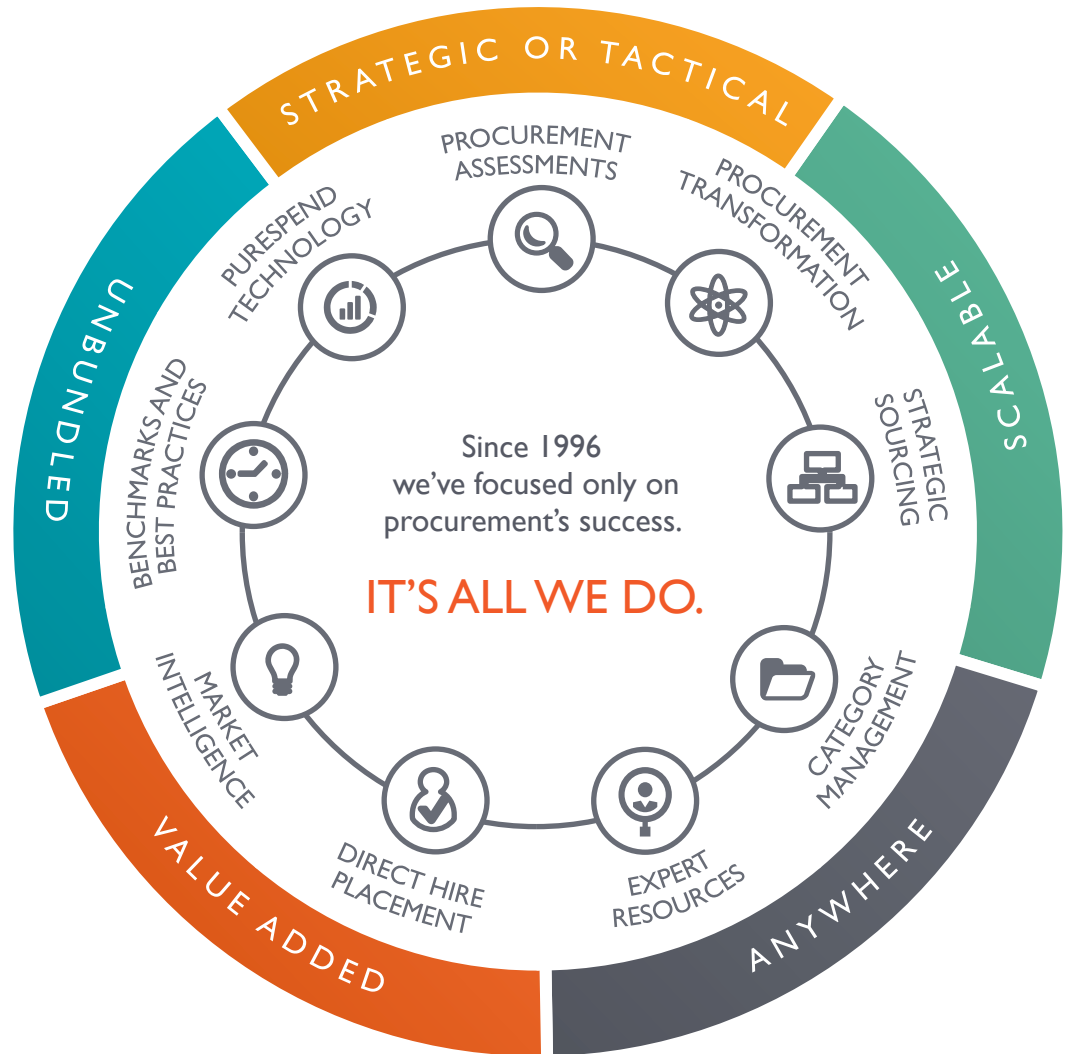 STRATEGIC OR TACTICAL
SCALABLE
ANYWHERE
VALUE ADDED
UNBUNDLED
PROCUREMENT
ASSESSMENTS
PROCUREMENT
TRANSFORMATION
STRATEGIC
SOURCING
CATEGORY
MANAGEMENT
EXPERT
RESOURCES
DIRECT HIRE
PLACEMENT
MARKET
INTELLIGENCE
BENCHMARKS AND
BEST PRACTICES
PURESPEND
TECHNOLOGY
Since 1996
we've focused only on
procurement's success.
IT'S ALL WE DO.